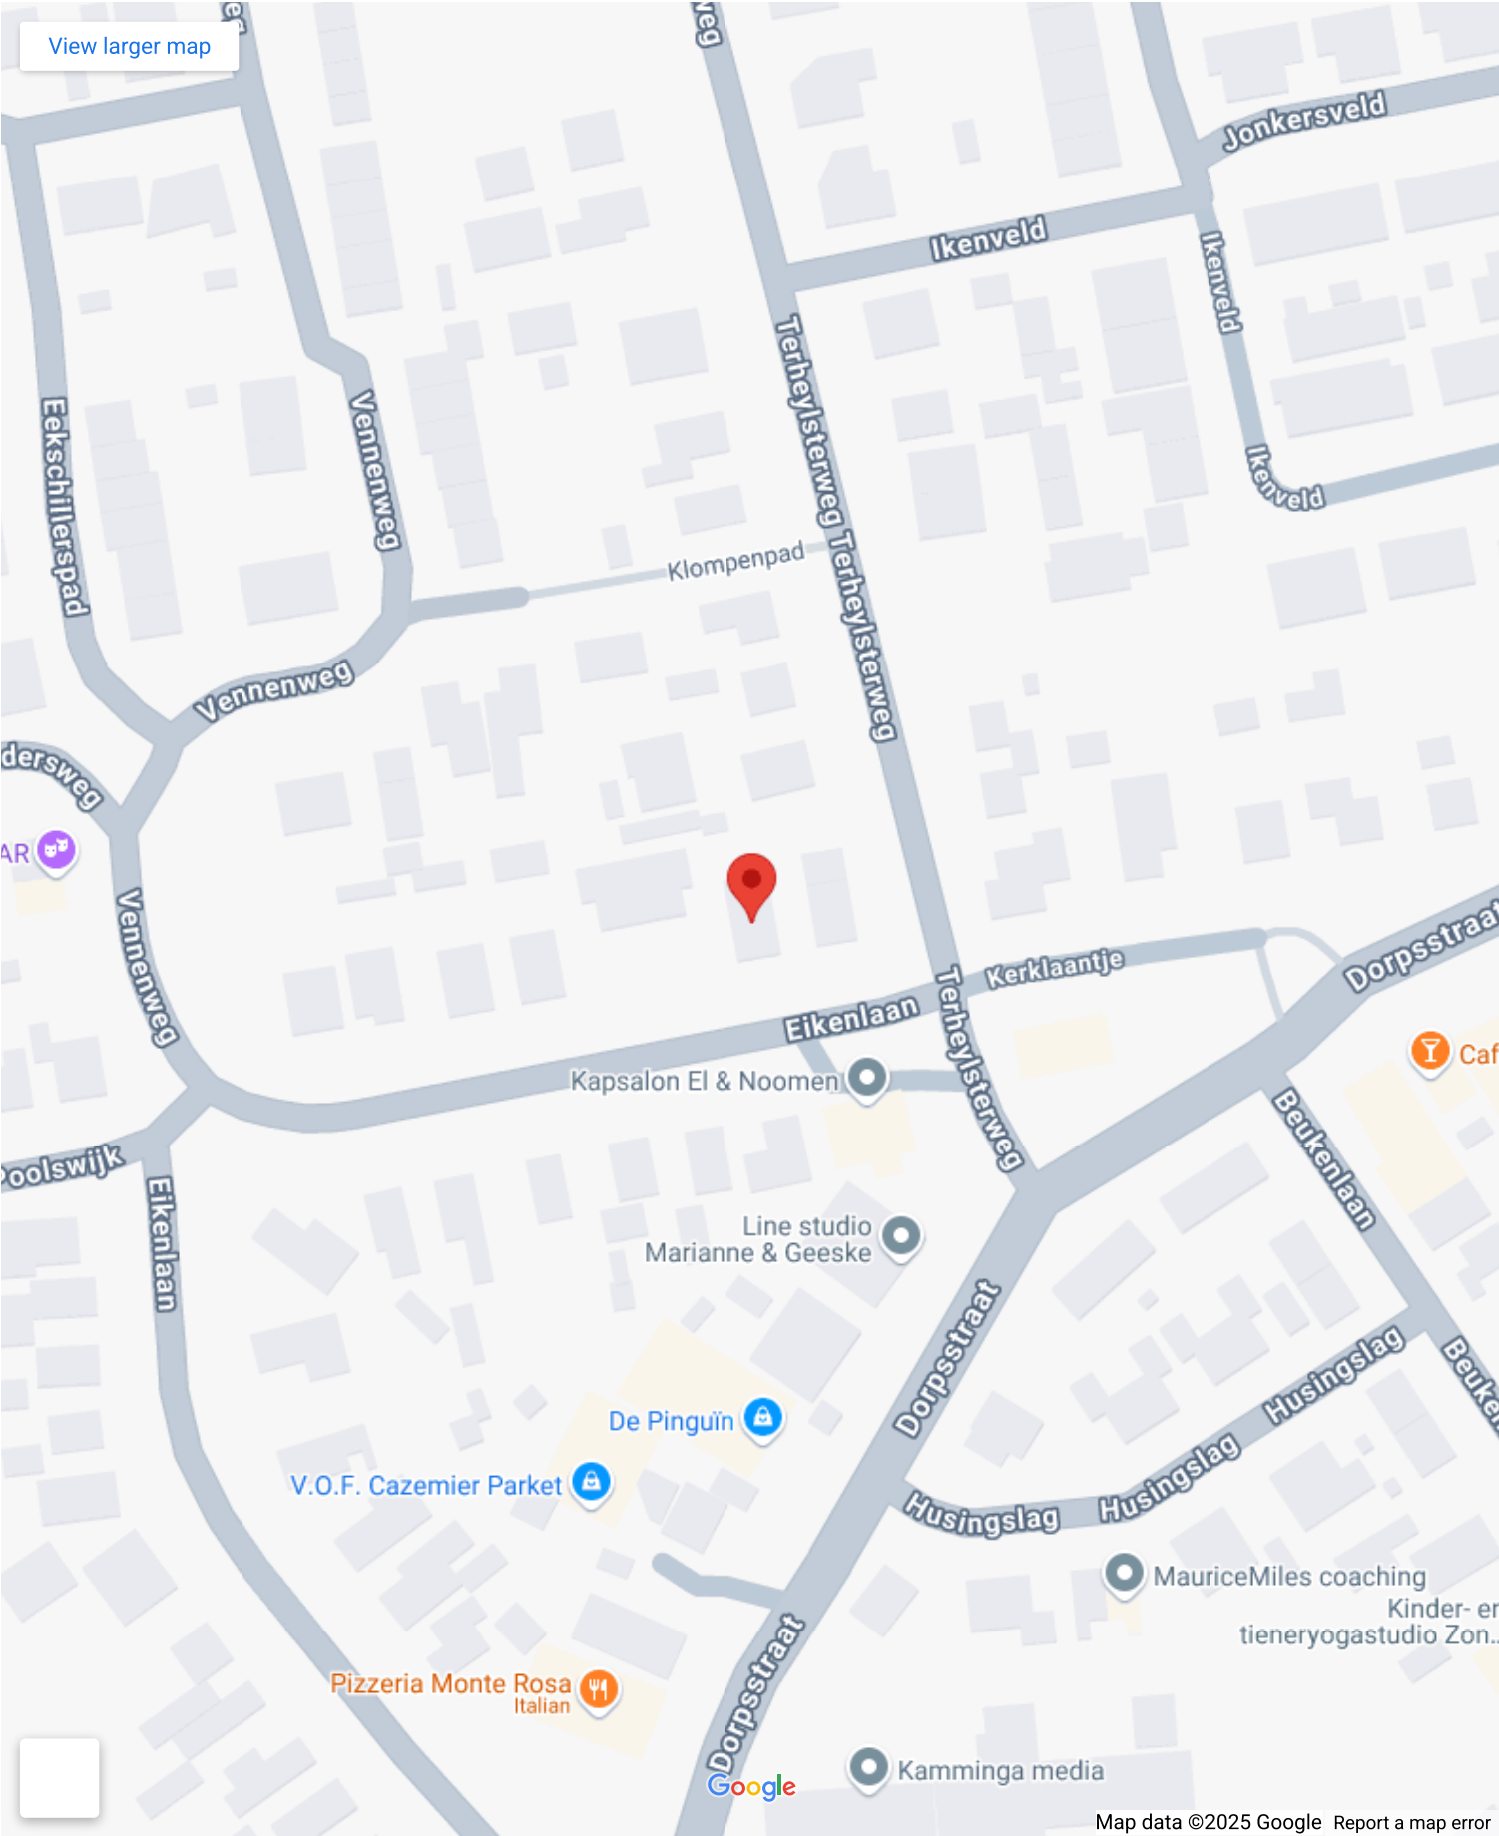 View larger map
Jonkersveld
Ikenveld
Ikenveld
Terheylsterweg
Vennenweg
Eekschillerspad
Ikenveld
Klompenpad
Terheylsterweg
Vennenweg
dersweg
AR
Vennenweg
Dorpsstraat
Kerklaantje
Eikenlaan
Terheylsterweg
Caf
Kapsalon El & Noomen
Beukenlaan
Poolswijk
Eikenlaan
Line studio
Marianne & Geeske
Dorpsstraat
Husingslag
Beuken
De Pinguïn
V.O.F. Cazemier Parket
Husingslag
Husingslag
MauriceMiles coaching
Kinder- en
tieneryogastudio Zon...
Pizzeria Monte Rosa
Italian
Dorpsstraat
Kamminga media
Google
Map data ©2025 Google
Report a map error